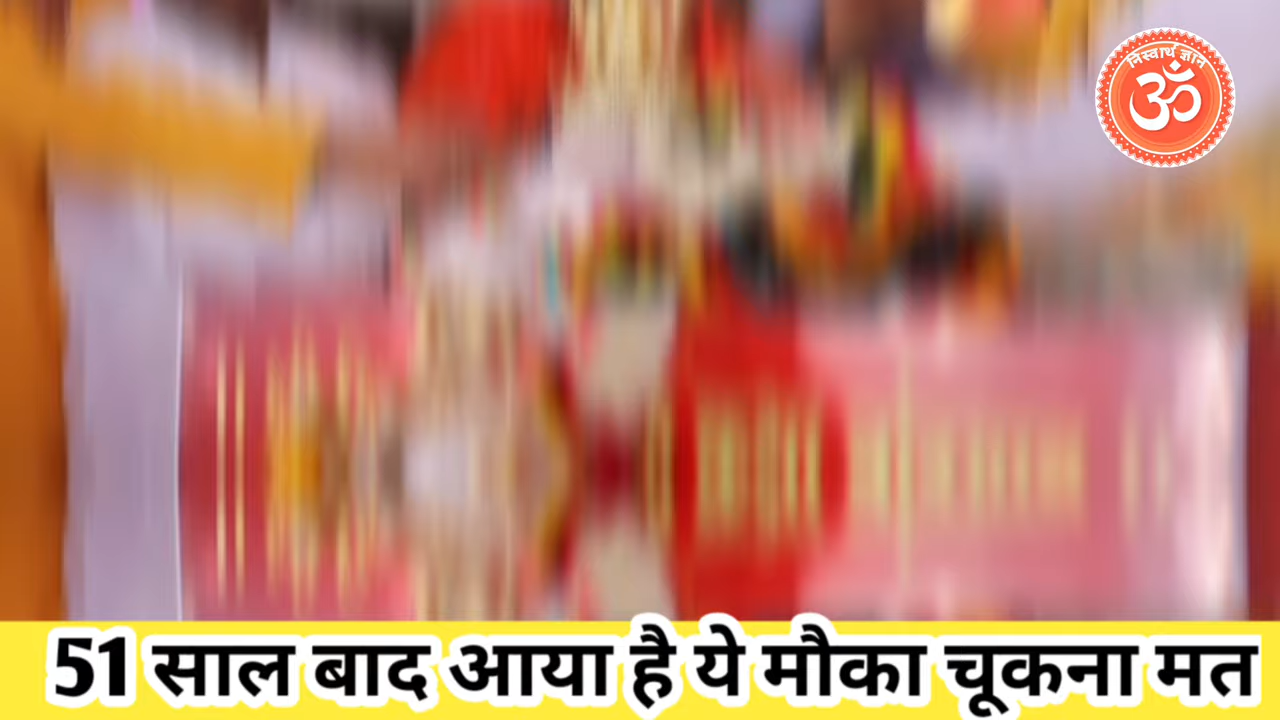 निस्वार्थ ज्ञान
ॐ
51 साल बाद आया है ये मौका चूकना मत